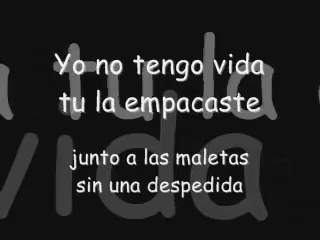 Yo no tengo vida
tu la empacaste
junto a las maletas
sin una despedida